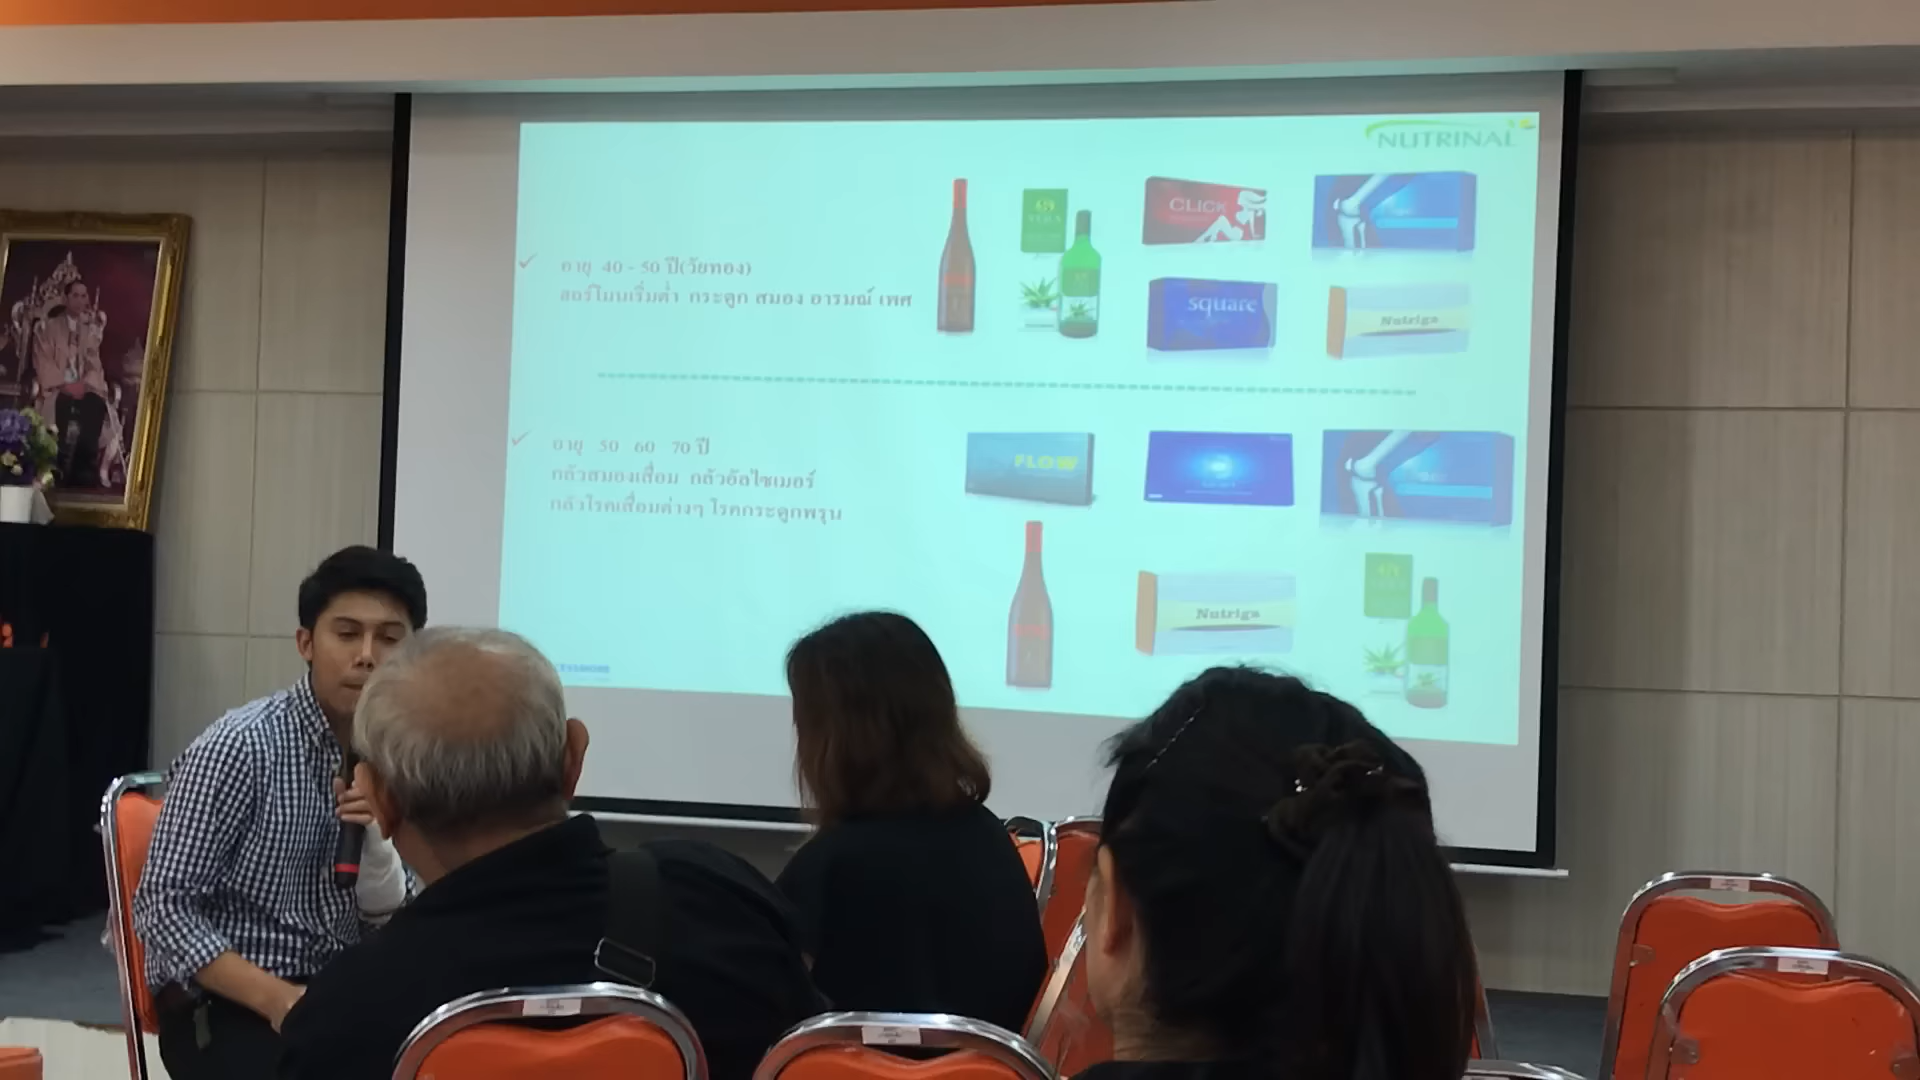 NUTRINAL
✓ อายุ 40 - 50 ปี(วัยทอง)
ฮอร์โมนเริ่มต่ำ กระดูก สมอง อารมณ์ เพศ
CLICK
square
Nutriga
✓ อายุ 50 60 70 ปี
กลัวสมองเสื่อม กลัวอัลไซเมอร์
กลัวโรคเสื่อมต่างๆ โรคกระดูกพรุน
FLOW
Nutriga